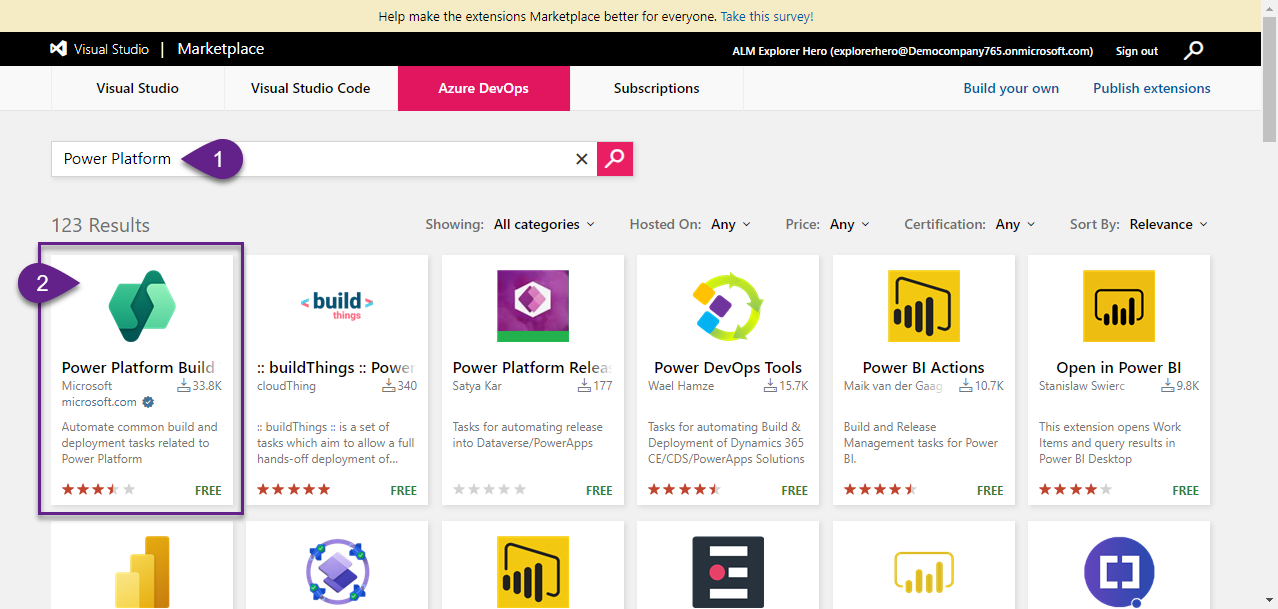 Help make the extensions Marketplace better for everyone. Take this survey!
Visual Studio | Marketplace
ALM Explorer Hero (explorerhero@Democompany765.onmicrosoft.com) Sign out
Visual Studio Visual Studio Code Azure DevOps Subscriptions Build your own Publish extensions
Power Platform 1
123 Results Showing: All categories Hosted On: Any Price: Any Certification: Any Sort By: Relevance
2
Power Platform Build
Microsoft 33.8K
microsoft.com
Automate common build and
deployment tasks related to
Power Platform
FREE
< build >
things
:: buildThings :: Power
cloudThing 340
:: buildThings :: is a set of
tasks which aim to allow a full
hands-off deployment of...
FREE
Power Platform Relea
Satya Kar 177
Tasks for automating release
into Dataverse/PowerApps
FREE
Power DevOps Tools
Wael Hamze 15.7K
Tasks for automating Build &
Deployment of Dynamics 365
CE/CDS/PowerApps Solutions
FREE
Power BI Actions
Maik van der Gaag 10.7K
Build and Release
Management tasks for Power
BI.
FREE
Open in Power BI
Stanislaw Swierc 9.8K
This extension opens Work
Items and query results in
Power BI Desktop
FREE